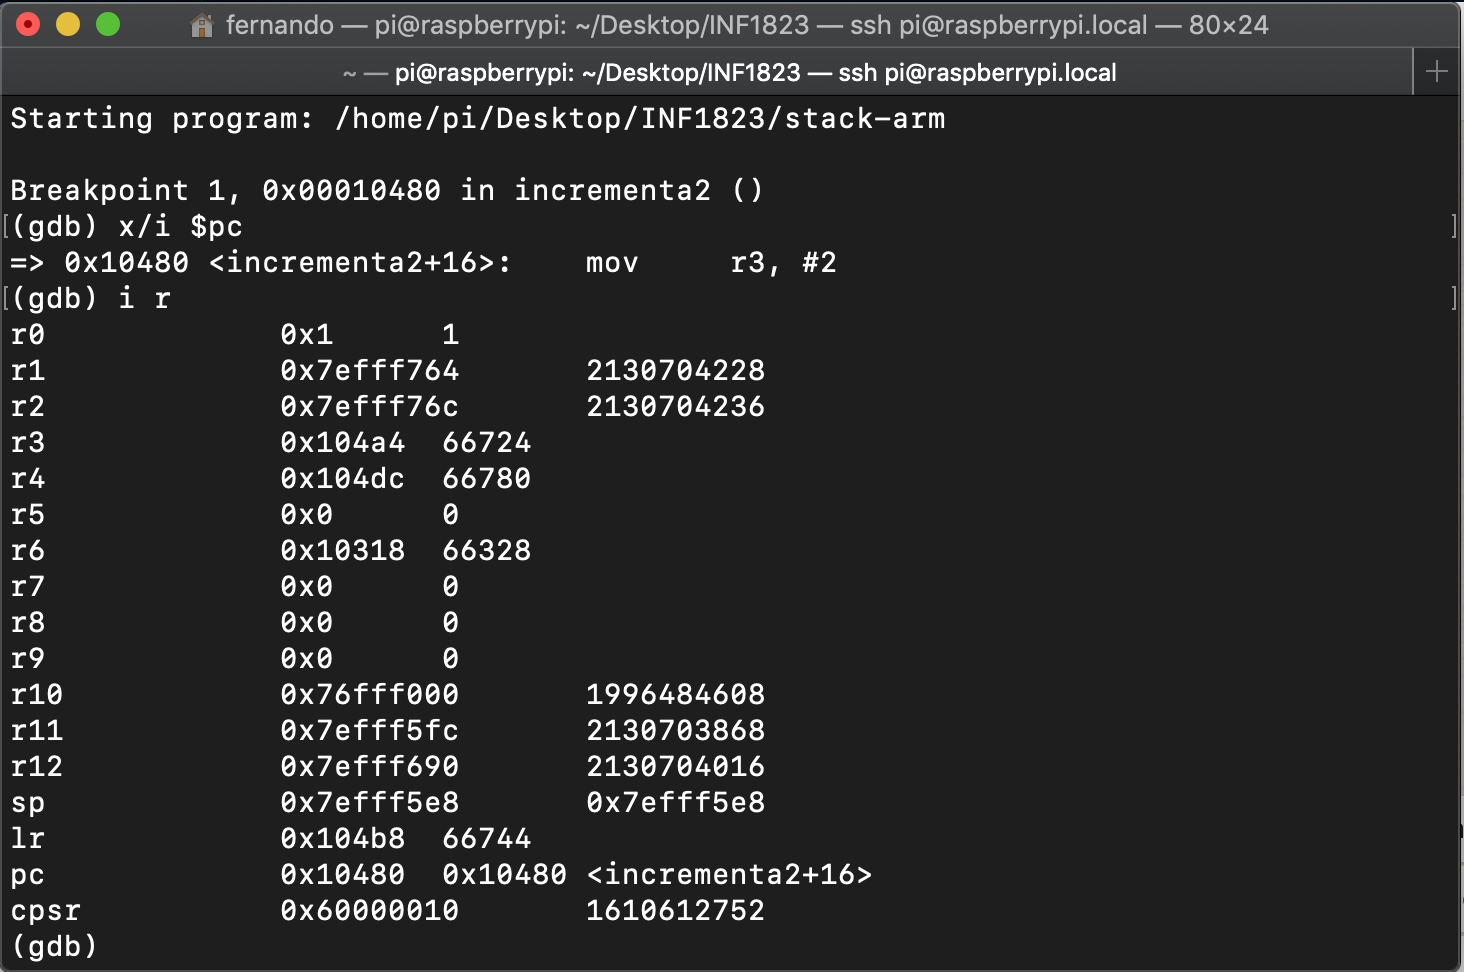 fernando — pi@raspberrypi: ~/Desktop/INF1823 — ssh pi@raspberrypi.local — 80×24
~ — pi@raspberrypi: ~/Desktop/INF1823 — ssh pi@raspberrypi.local
Starting program: /home/pi/Desktop/INF1823/stack-arm
Breakpoint 1, 0x00010480 in incrementa2 ()
[(gdb) x/i $pc ]
=> 0x10480 <incrementa2+16>: mov r3, #2
[(gdb) i r ]
r0 0x1 1
r1 0x7efff764 2130704228
r2 0x7efff76c 2130704236
r3 0x104a4 66724
r4 0x104dc 66780
r5 0x0 0
r6 0x10318 66328
r7 0x0 0
r8 0x0 0
r9 0x0 0
r10 0x76fff000 1996484608
r11 0x7efff5fc 2130703868
r12 0x7efff690 2130704016
sp 0x7efff5e8 0x7efff5e8
lr 0x104b8 66744
pc 0x10480 0x10480 <incrementa2+16>
cpsr 0x60000010 1610612752
(gdb)